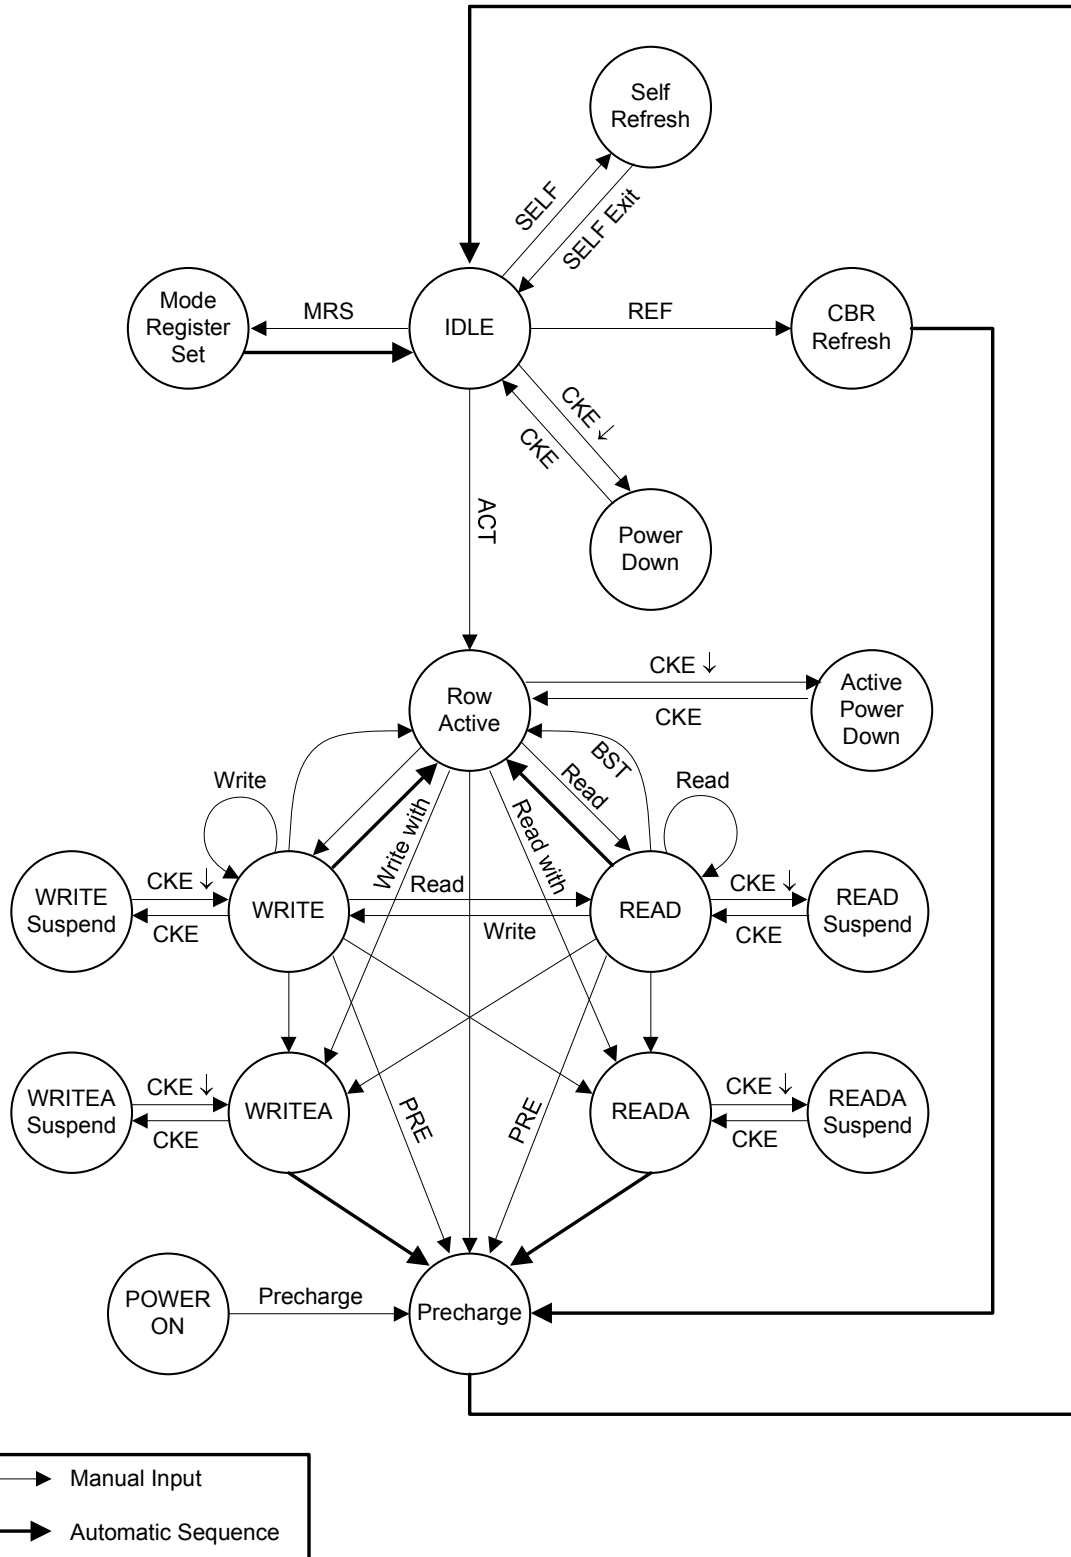 Self
Refresh
SELF
SELF Exit
Mode
Register
Set
MRS
IDLE
REF
CBR
Refresh
CKE ↓
CKE
ACT
Power
Down
Row
Active
CKE ↓
CKE
Active
Power
Down
BST
Read
Write
Read
Write with
Read with
WRITE
Suspend
CKE ↓
CKE
WRITE
Read
Write
READ
CKE ↓
CKE
READ
Suspend
WRITEA
Suspend
CKE ↓
CKE
WRITEA
PRE
PRE
READA
CKE ↓
CKE
READA
Suspend
POWER
ON
Precharge
Precharge
Manual Input
Automatic Sequence